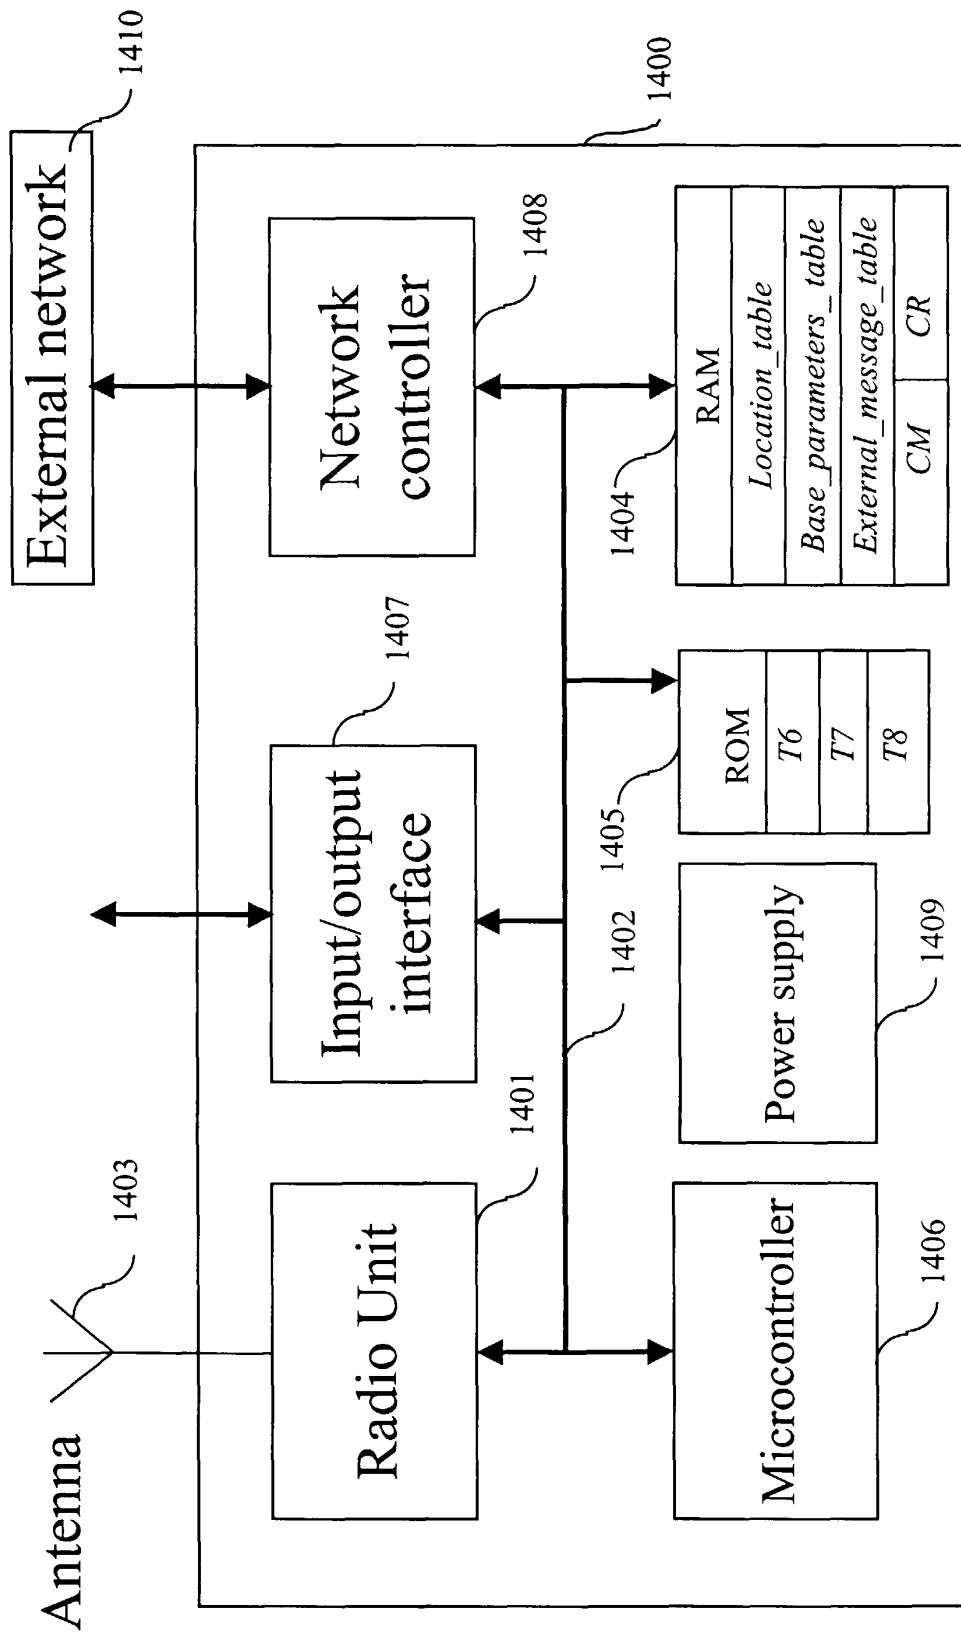 External network
1410
Antenna
1403
1400
Radio Unit
1401
Input/output
interface
1407
Network
controller
1408
1402
Microcontroller
1406
Power supply
1409
1405
ROM
T6
T7
T8
1404
RAM
Location_table
Base_parameters_table
External_message_table
CM
CR